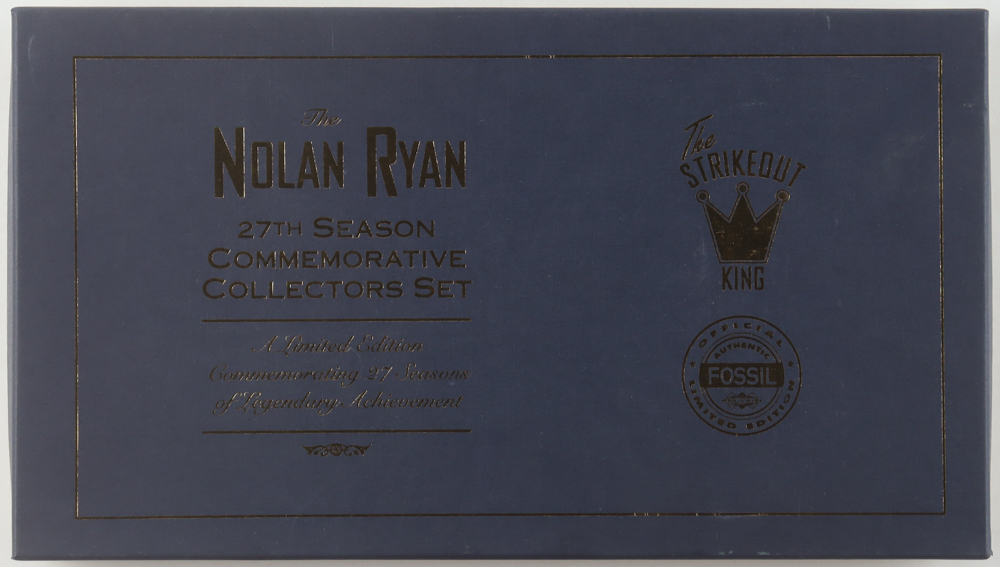 The
NOLAN RYAN
27TH SEASON
COMMEMORATIVE
COLLECTORS SET
A Limited Edition
Commemorating 27 Seasons
of Legendary Achievement
The
STRIKEOUT
KING
OFFICIAL
AUTHENTIC
FOSSIL
LIMITED EDITION